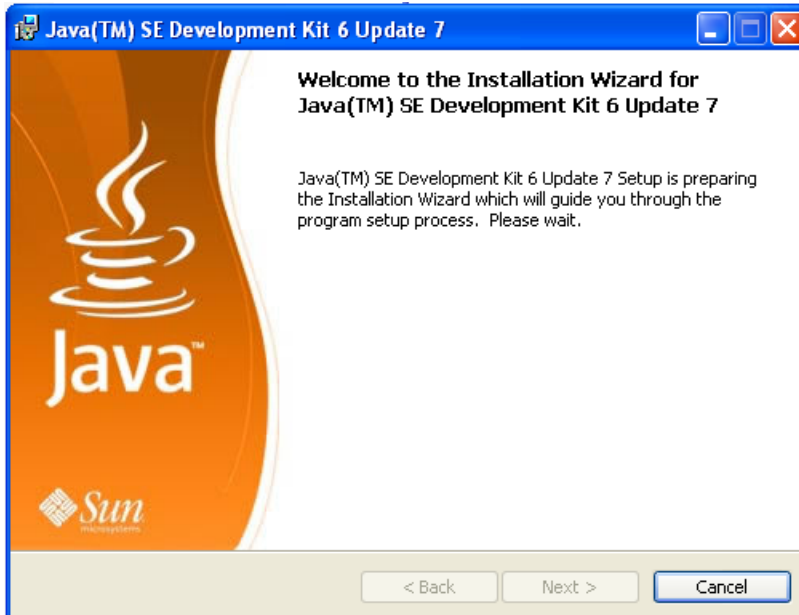 Java(TM) SE Development Kit 6 Update 7
Welcome to the Installation Wizard for
Java(TM) SE Development Kit 6 Update 7
Java(TM) SE Development Kit 6 Update 7 Setup is preparing
the Installation Wizard which will guide you through the
program setup process. Please wait.
Java™
Sun
microsystems
< Back
Next >
Cancel